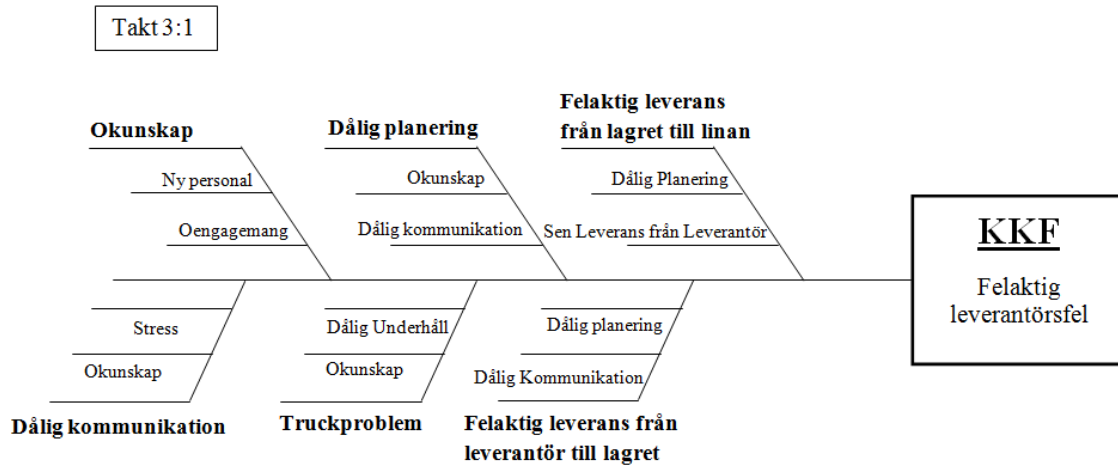 Takt 3:1
Okunskap
Dålig planering
Felaktig leverans
från lagret till linan
Ny personal
Okunskap
Dålig Planering
Oengagemang
Dålig kommunikation
Sen Leverans från Leverantör
KKF
Felaktig
leverantörsfel
Stress
Dålig Underhåll
Dålig planering
Okunskap
Okunskap
Dålig Kommunikation
Dålig kommunikation
Truckproblem
Felaktig leverans från
leverantör till lagret